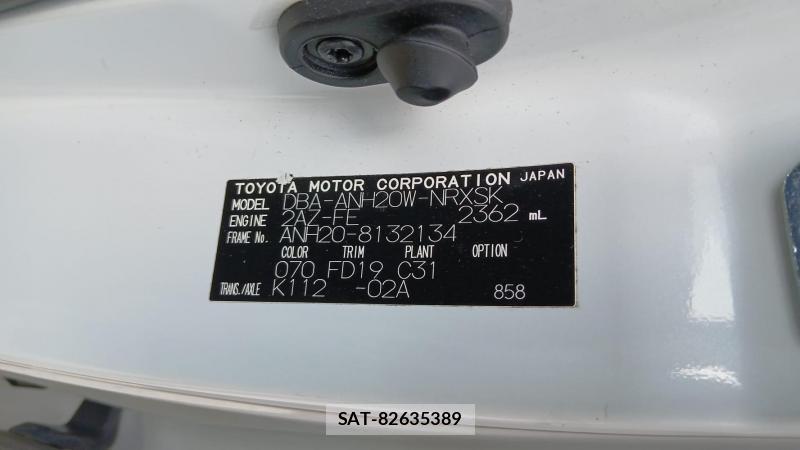 TOYOTA MOTOR CORPORATION JAPAN
MODEL DBA-ANH20W-NRXSK
ENGINE 2AZ-FE 2362 mL
FRAME No. ANH20-8132134
COLOR TRIM PLANT OPTION
070 FD19 C31
TRANS./AXLE K112 -02A 858
SAT-82635389